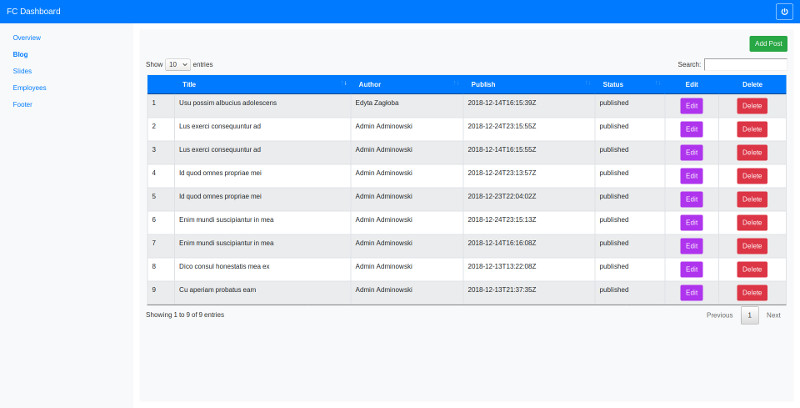 FC Dashboard
Overview
Blog
Slides
Employees
Footer
Add Post
Show 10 entries Search:
Title Author Publish Status Edit Delete
1 Usu possim albucius adolescens Edyta Zagłoba 2018-12-14T16:15:39Z published Edit Delete
2 Lus exerci consequuntur ad Admin Adminowski 2018-12-24T23:15:55Z published Edit Delete
3 Lus exerci consequuntur ad Admin Adminowski 2018-12-14T16:15:55Z published Edit Delete
4 Id quod omnes propriae mei Admin Adminowski 2018-12-24T23:13:57Z published Edit Delete
5 Id quod omnes propriae mei Admin Adminowski 2018-12-23T22:04:02Z published Edit Delete
6 Enim mundi suscipiantur in mea Admin Adminowski 2018-12-24T23:15:13Z published Edit Delete
7 Enim mundi suscipiantur in mea Admin Adminowski 2018-12-14T16:16:08Z published Edit Delete
8 Dico consul honestatis mea ex Admin Adminowski 2018-12-13T13:22:08Z published Edit Delete
9 Cu aperiam probatus eam Admin Adminowski 2018-12-13T21:37:35Z published Edit Delete
Showing 1 to 9 of 9 entries Previous 1 Next